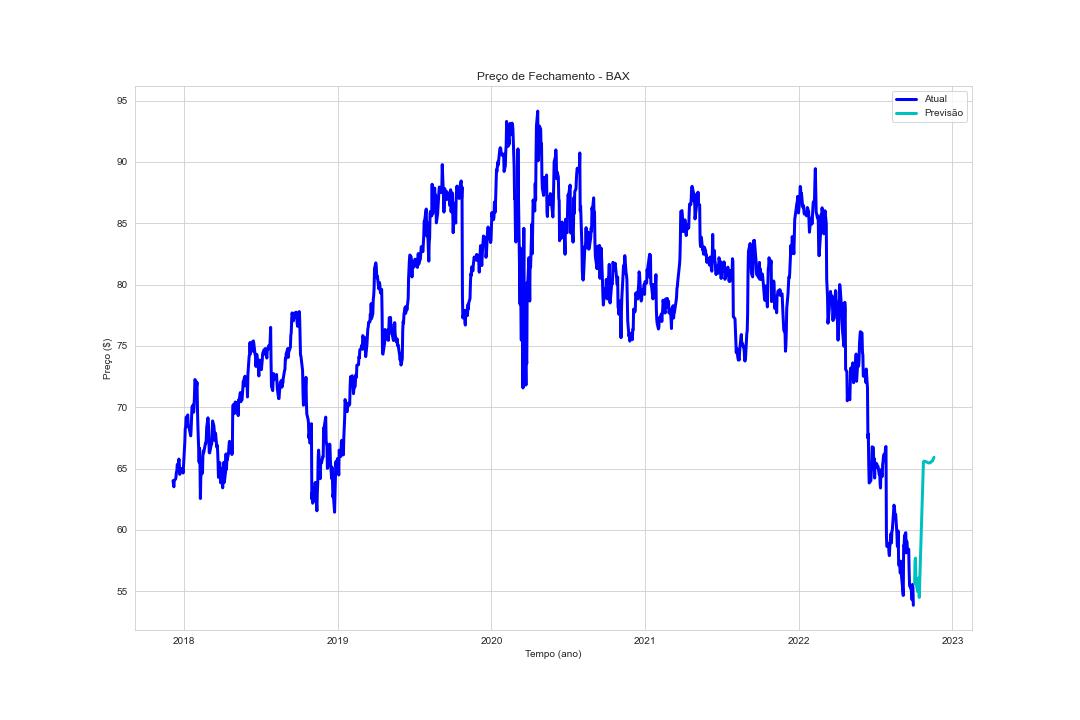 Preço de Fechamento - BAX
Atual
Previsão
Preço ($)
95
90
85
80
75
70
65
60
55
2018 2019 2020 2021 2022 2023
Tempo (ano)